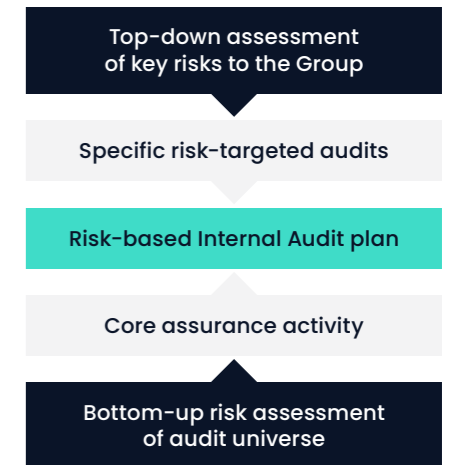 Top-down assessment
of key risks to the Group
Specific risk-targeted audits
Risk-based Internal Audit plan
Core assurance activity
Bottom-up risk assessment
of audit universe